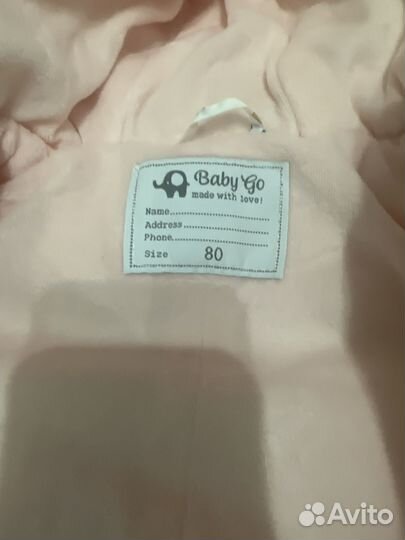 Baby Go
made with love!
Name..............................
Address.........................
Phone............................
Size 80
Avito